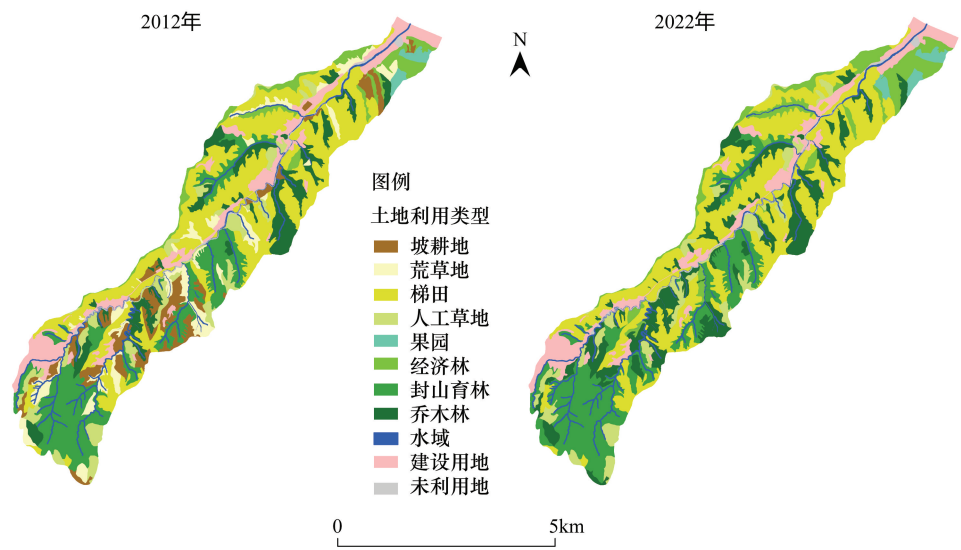 2012年
N
2022年
图例
土地利用类型
坡耕地
荒草地
梯田
人工草地
果园
经济林
封山育林
乔木林
水域
建设用地
未利用地
0 5km